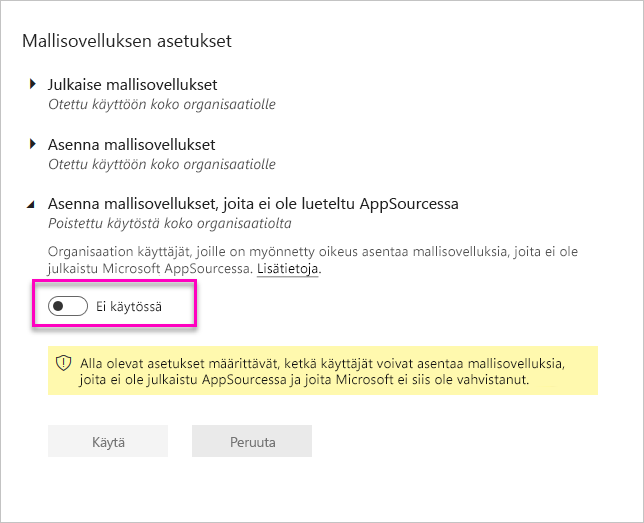 Mallisovelluksen asetukset
Julkaise mallisovellukset
Otettu käyttöön koko organisaatiolle
Asenna mallisovellukset
Otettu käyttöön koko organisaatiolle
Asenna mallisovellukset, joita ei ole lueteltu AppSourcessa
Poistettu käytöstä koko organisaatiolta
Organisaation käyttäjät, joille on myönnetty oikeus asentaa mallisovelluksia, joita ei ole
julkaistu Microsoft AppSourcessa. Lisätietoja.
Ei käytössä
Alla olevat asetukset määrittävät, ketkä käyttäjät voivat asentaa mallisovelluksia,
joita ei ole julkaistu AppSourcessa ja joita Microsoft ei siis ole vahvistanut.
Käytä
Peruuta